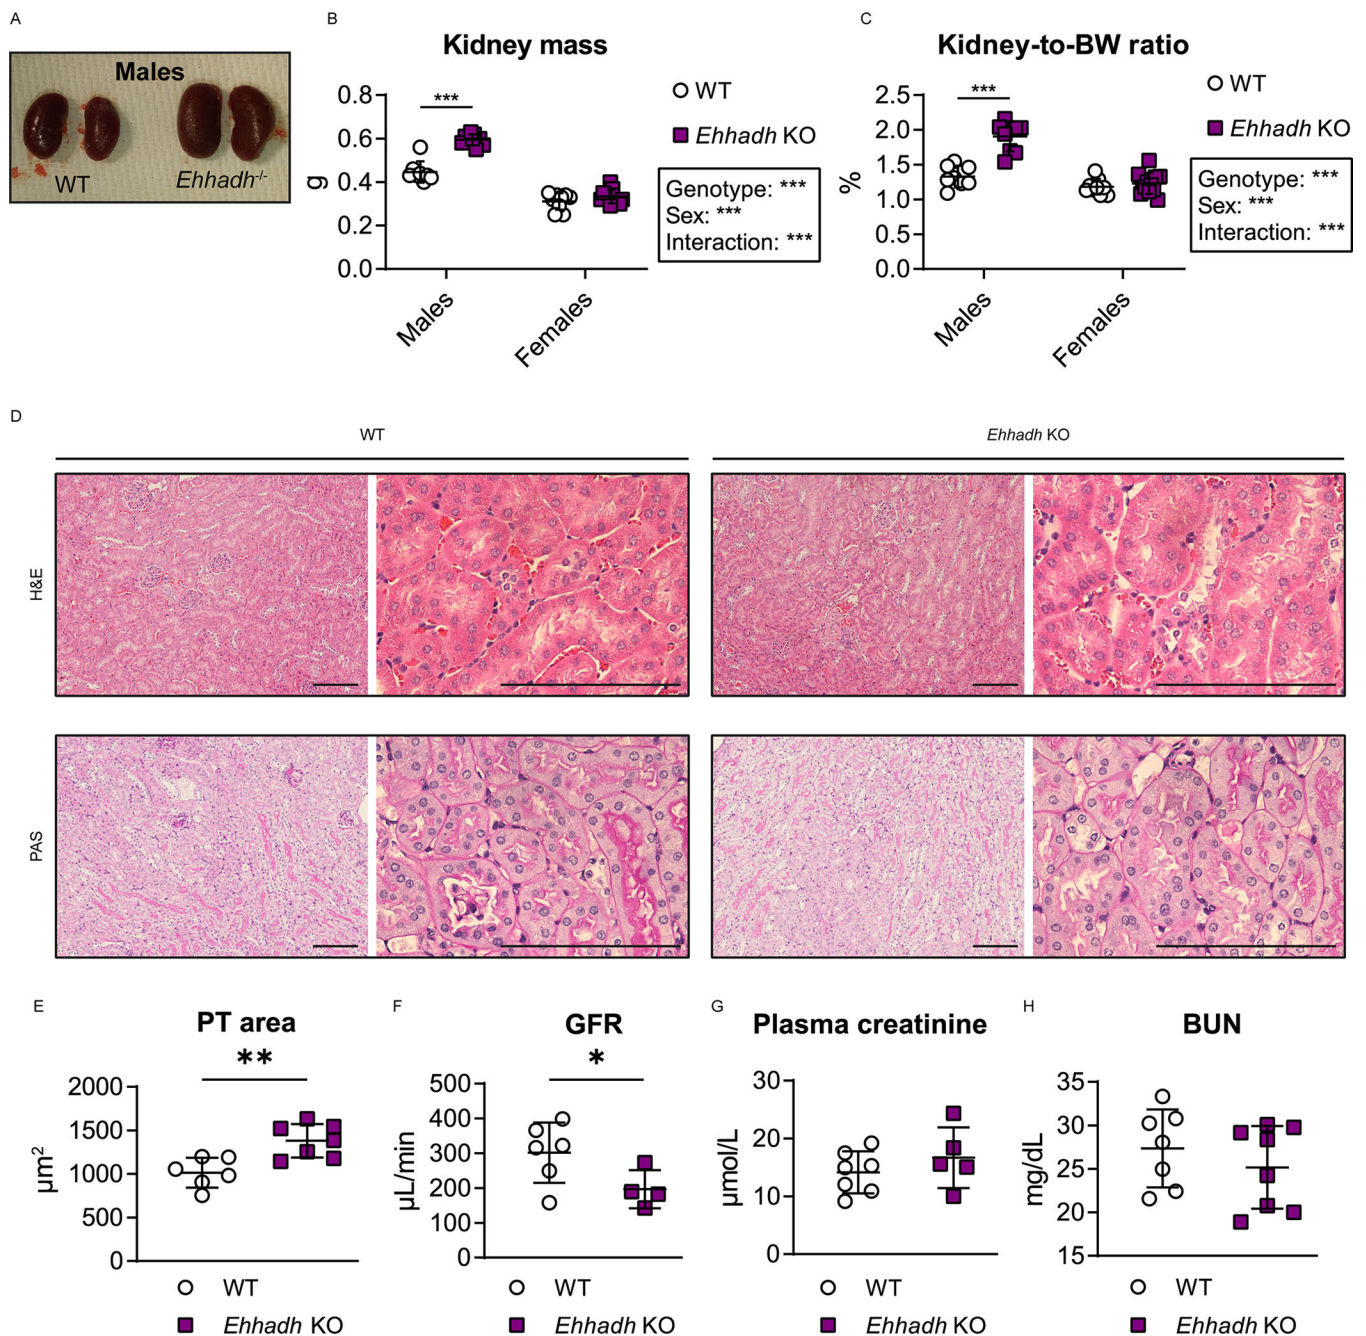 A
Males
WT
Ehhadh-/-
B
Kidney mass
0.8
0.6
0.4
0.2
0.0
g
***
Males
Females
WT
Ehhadh KO
Genotype: ***
Sex: ***
Interaction: ***
C
Kidney-to-BW ratio
2.5
2.0
1.5
1.0
0.5
0.0
%
***
Males
Females
WT
Ehhadh KO
Genotype: ***
Sex: ***
Interaction: ***
D
WT
Ehhadh KO
H&E
PAS
E
PT area
**
2000
1500
1000
500
0
µm²
WT
Ehhadh KO
F
GFR
*
500
400
300
200
100
0
µL/min
WT
Ehhadh KO
G
Plasma creatinine
30
20
10
0
µmol/L
WT
Ehhadh KO
H
BUN
35
30
25
20
15
mg/dL
WT
Ehhadh KO